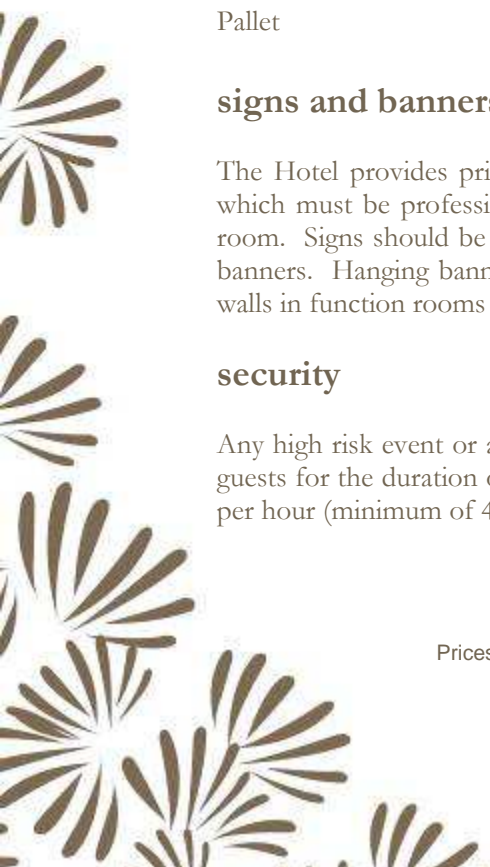 Pallet
signs and banners
The Hotel provides pri
which must be professi
room. Signs should be
banners. Hanging bann
walls in function rooms
security
Any high risk event or a
guests for the duration o
per hour (minimum of 4
Prices